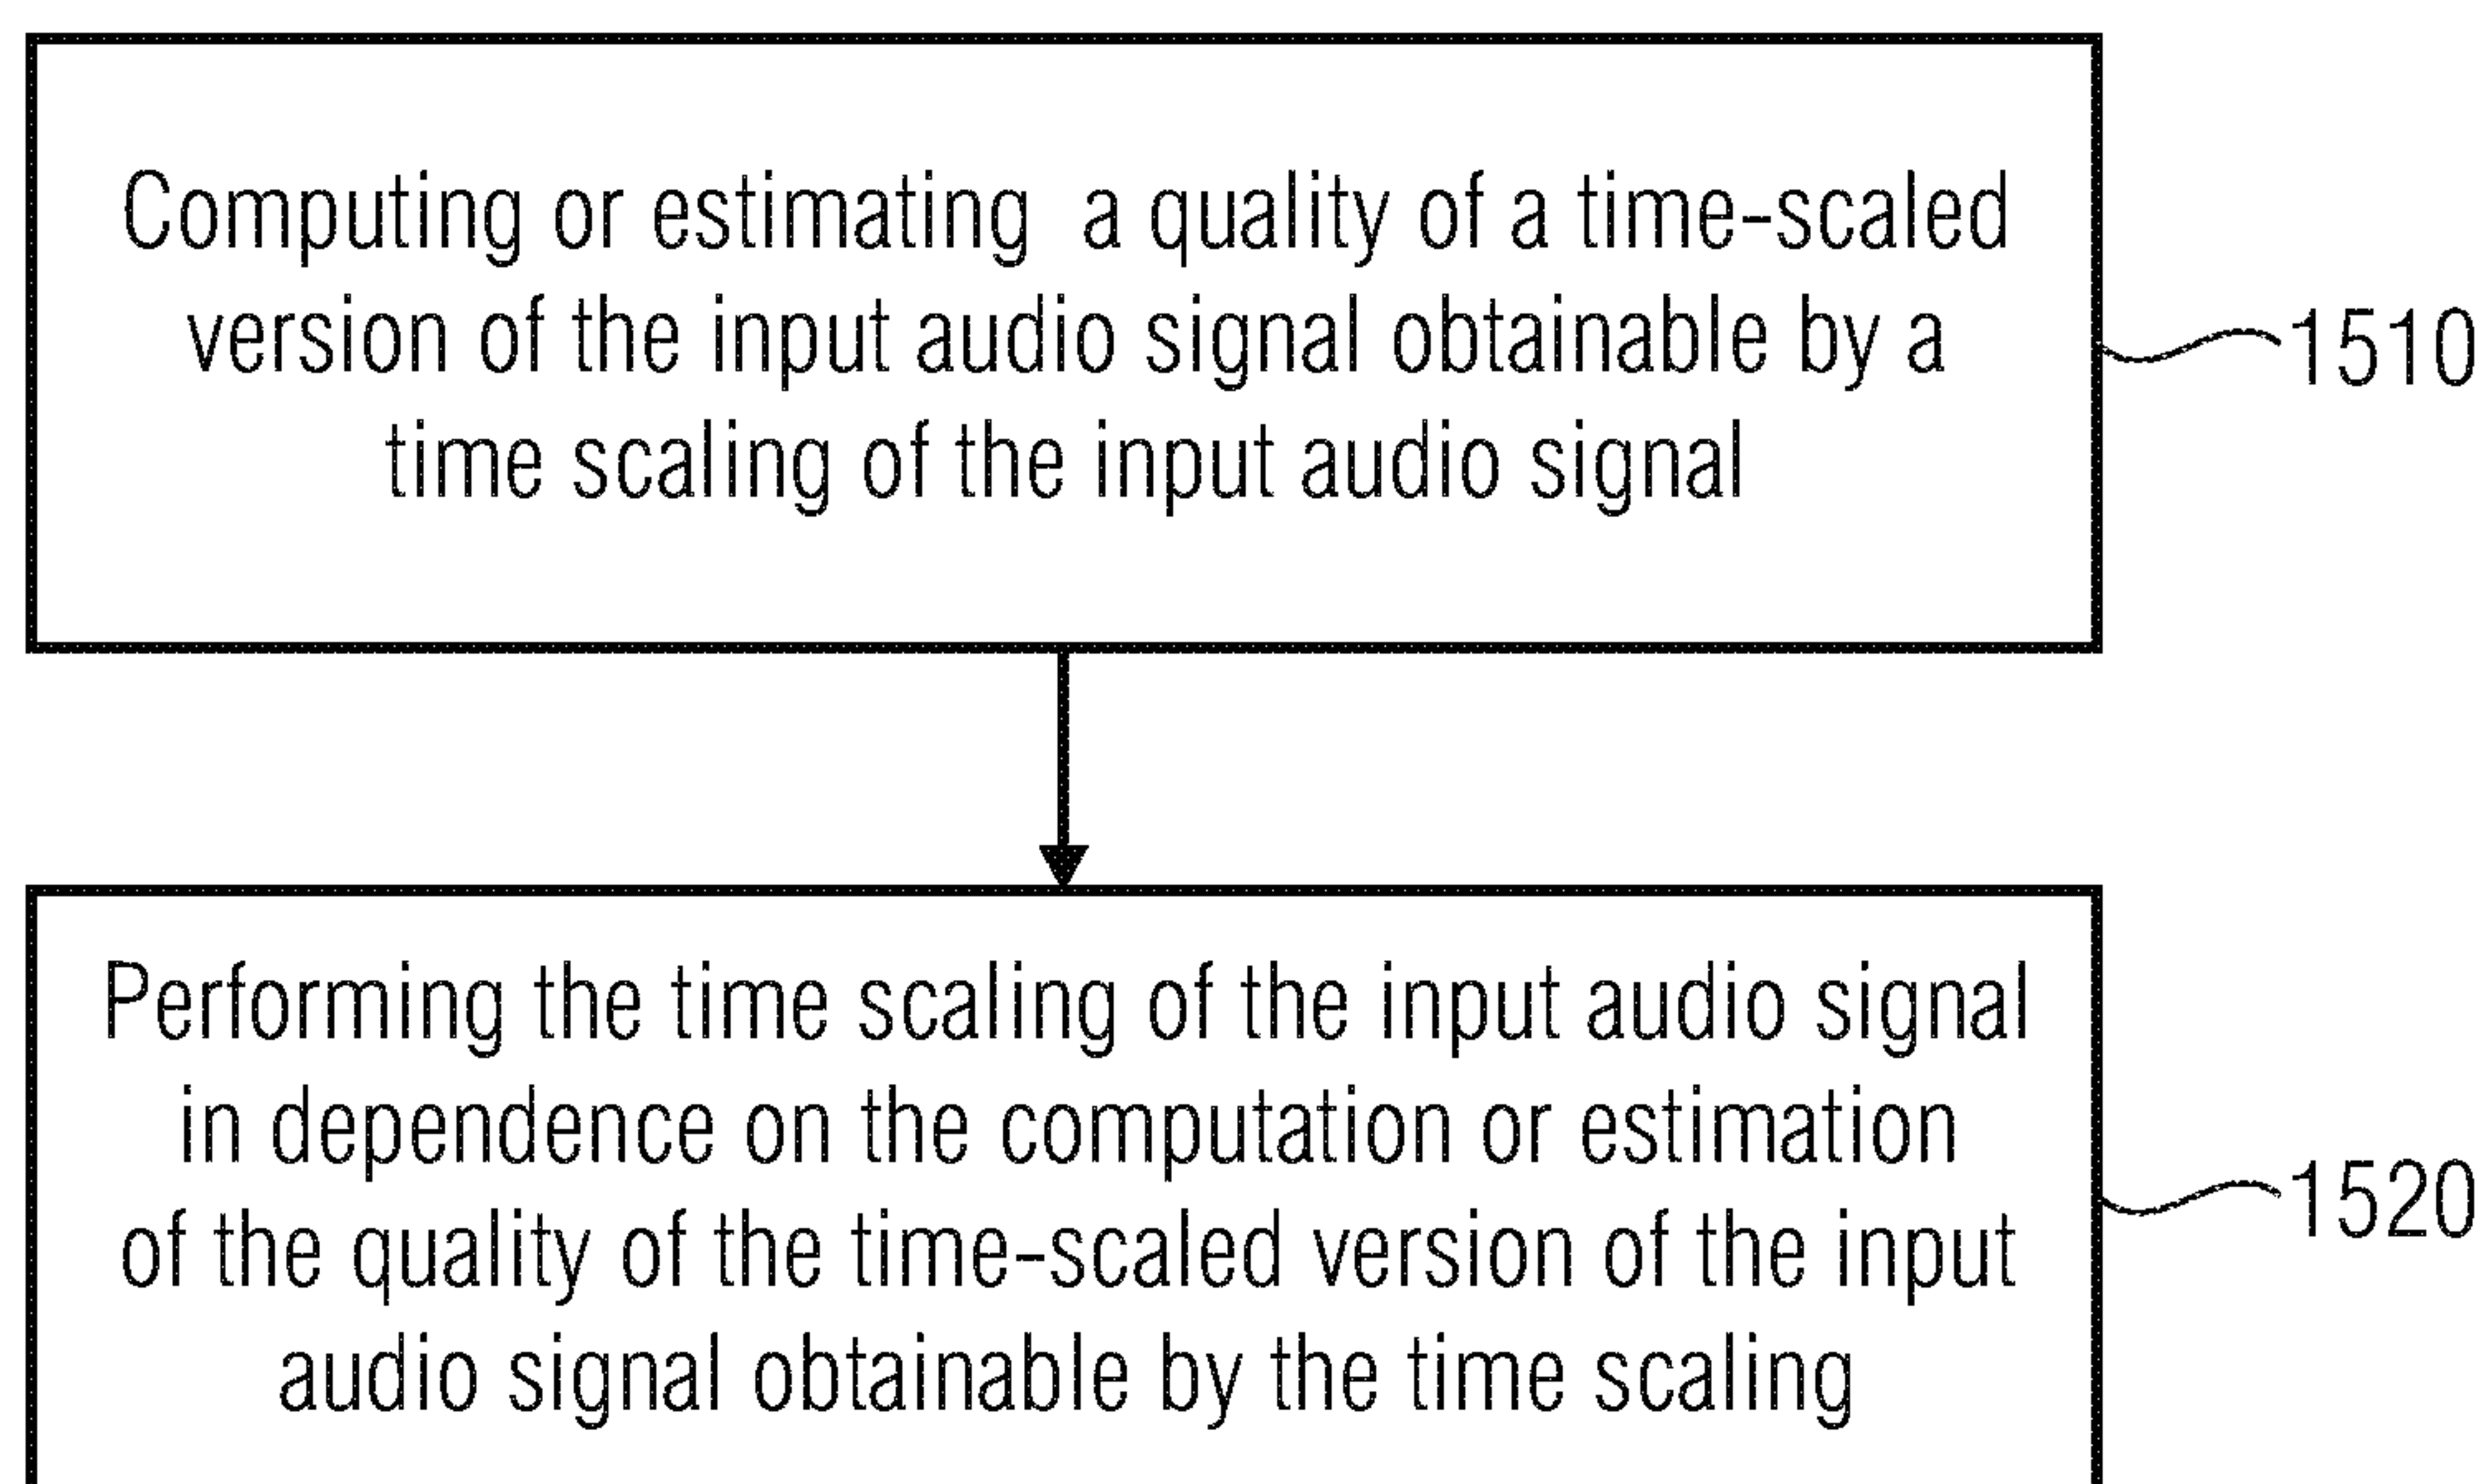 Computing or estimating a quality of a time-scaled
version of the input audio signal obtainable by a
time scaling of the input audio signal
1510
Performing the time scaling of the input audio signal
in dependence on the computation or estimation
of the quality of the time-scaled version of the input
audio signal obtainable by the time scaling
1520